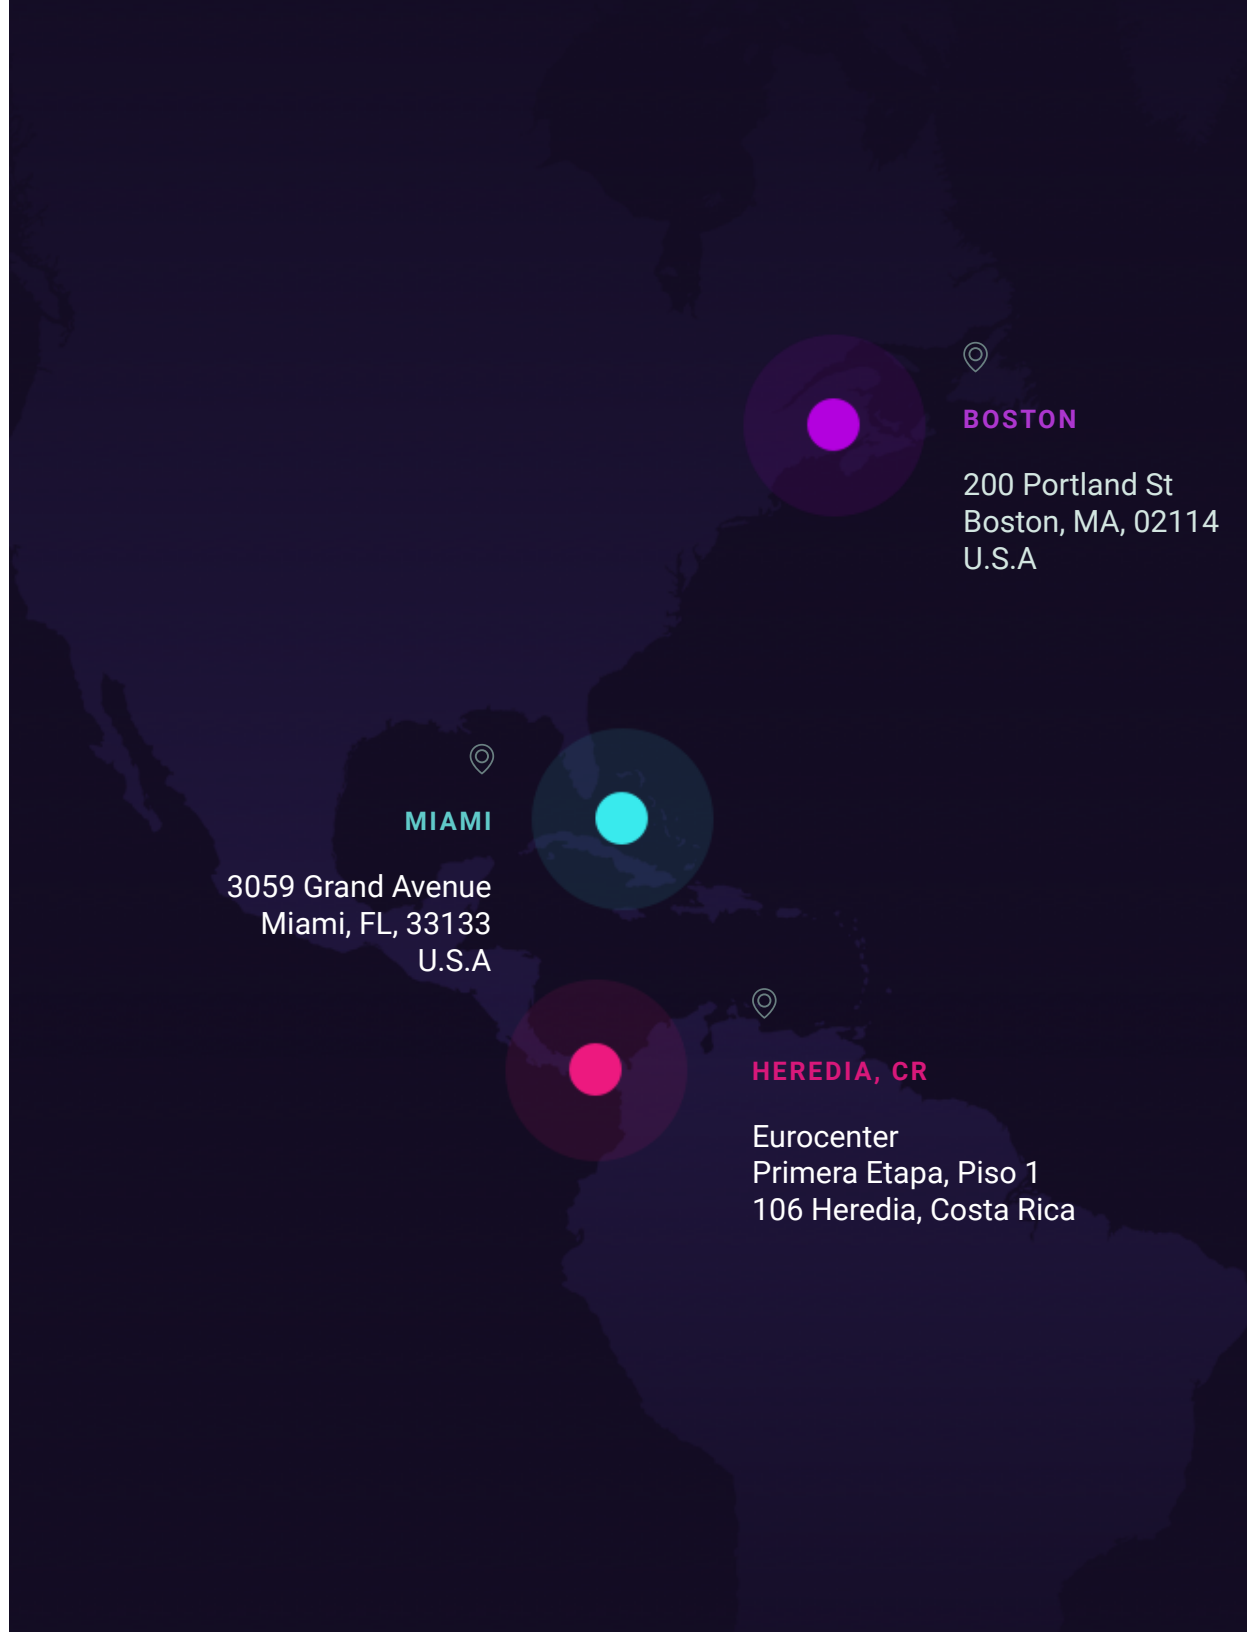 BOSTON
200 Portland St
Boston, MA, 02114
U.S.A
MIAMI
3059 Grand Avenue
Miami, FL, 33133
U.S.A
HEREDIA, CR
Eurocenter
Primera Etapa, Piso 1
106 Heredia, Costa Rica